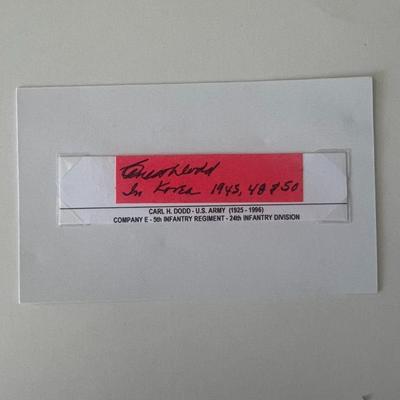 Carl H Dodd
In Korea 1945, 48 & 50
CARL H. DODD - U.S. ARMY (1925 - 1996)
COMPANY E - 5th INFANTRY REGIMENT - 24th INFANTRY DIVISION